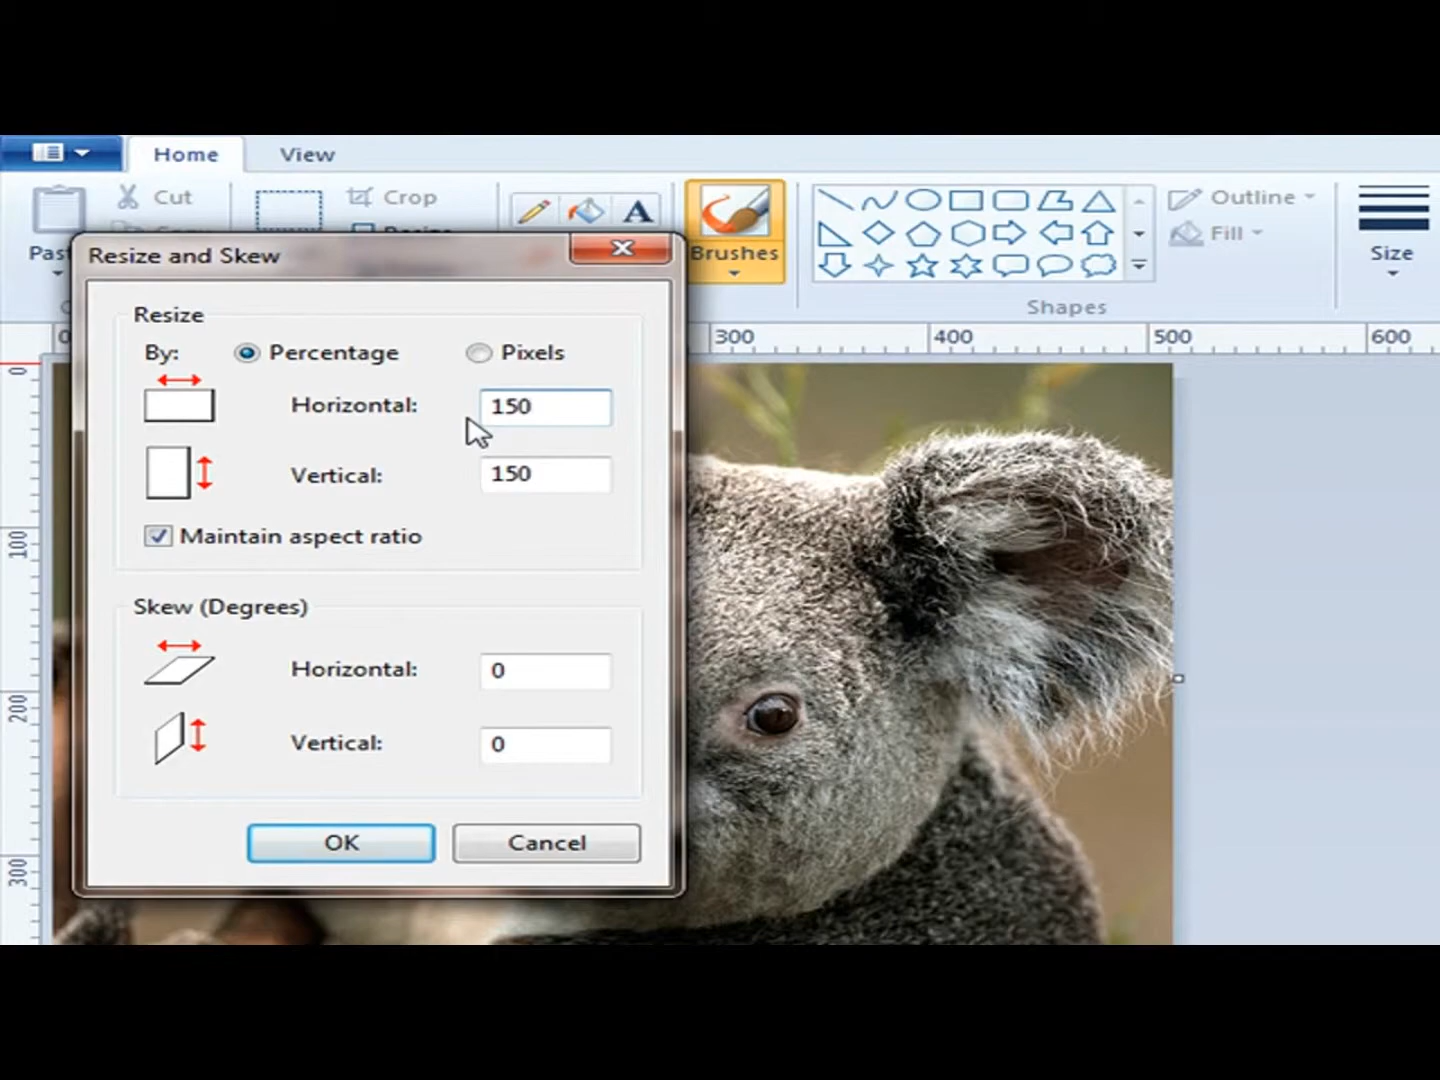 Home View
Cut
Crop
A
Brushes
Outline
Fill
Size
Shapes
Resize and Skew
300 400 500 600
0
100
200
300
Resize
By: Percentage Pixels
Horizontal: 150
Vertical: 150
Maintain aspect ratio
Skew (Degrees)
Horizontal: 0
Vertical: 0
OK Cancel